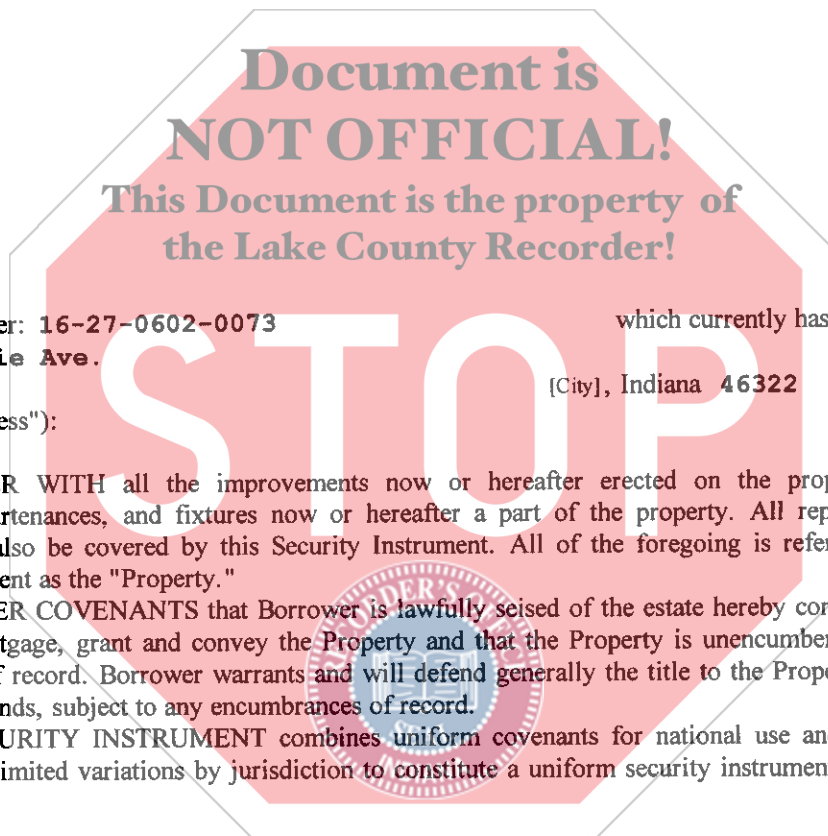 Document is
NOT OFFICIAL!
This Document is the property of
the Lake County Recorder!
STOP
er: 16-27-0602-0073 which currently has
ie Ave.
[City], Indiana 46322
ess"):
R WITH all the improvements now or hereafter erected on the prop
rtenances, and fixtures now or hereafter a part of the property. All rep
also be covered by this Security Instrument. All of the foregoing is refer
ent as the "Property."
ER COVENANTS that Borrower is lawfully seised of the estate hereby con
tgage, grant and convey the Property and that the Property is unencumber
f record. Borrower warrants and will defend generally the title to the Prope
nds, subject to any encumbrances of record.
URITY INSTRUMENT combines uniform covenants for national use an
limited variations by jurisdiction to constitute a uniform security instrumen